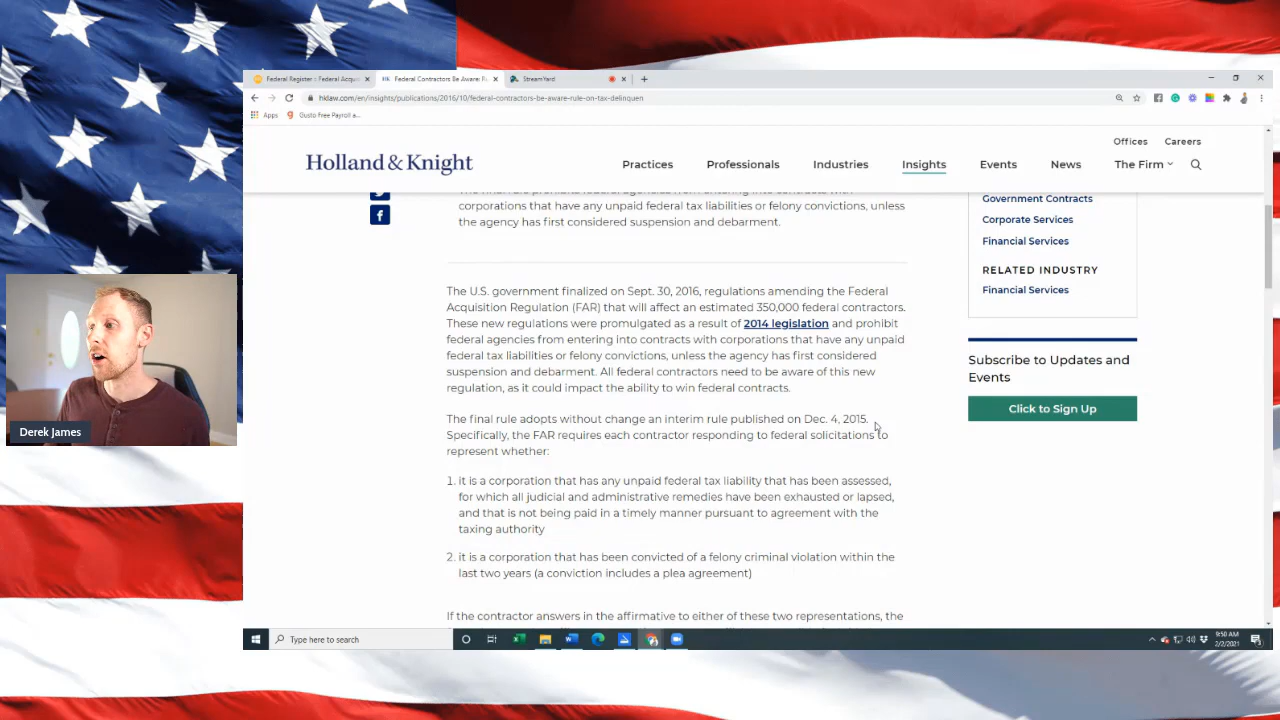 Federal Register :: Federal Acqui
Federal Contractors Be Aware: R
StreamYard
hklaw.com/en/insights/publications/2016/10/federal-contractors-be-aware-rule-on-tax-delinquen
Apps
Gusto Free Payroll a...
Offices Careers
Holland & Knight
Practices Professionals Industries Insights Events News The Firm
corporations that have any unpaid federal tax liabilities or felony convictions, unless
the agency has first considered suspension and debarment.
Government Contracts
Corporate Services
Financial Services
RELATED INDUSTRY
Financial Services
The U.S. government finalized on Sept. 30, 2016, regulations amending the Federal
Acquisition Regulation (FAR) that will affect an estimated 350,000 federal contractors.
These new regulations were promulgated as a result of 2014 legislation and prohibit
federal agencies from entering into contracts with corporations that have any unpaid
federal tax liabilities or felony convictions, unless the agency has first considered
suspension and debarment. All federal contractors need to be aware of this new
regulation, as it could impact the ability to win federal contracts.
Subscribe to Updates and
Events
Click to Sign Up
The final rule adopts without change an interim rule published on Dec. 4, 2015.
Specifically, the FAR requires each contractor responding to federal solicitations to
represent whether:
1. it is a corporation that has any unpaid federal tax liability that has been assessed,
for which all judicial and administrative remedies have been exhausted or lapsed,
and that is not being paid in a timely manner pursuant to agreement with the
taxing authority
2. it is a corporation that has been convicted of a felony criminal violation within the
last two years (a conviction includes a plea agreement)
If the contractor answers in the affirmative to either of these two representations, the
Derek James
Type here to search
9:50 AM
2/2/2021